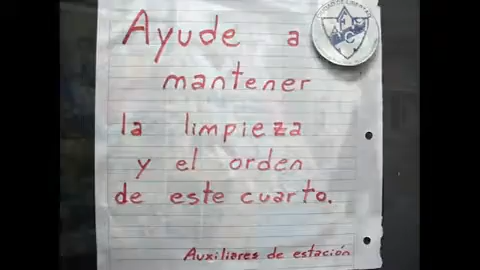 Ayude a
mantener
la limpieza
y el orden
de este cuarto.
Auxiliares de estación